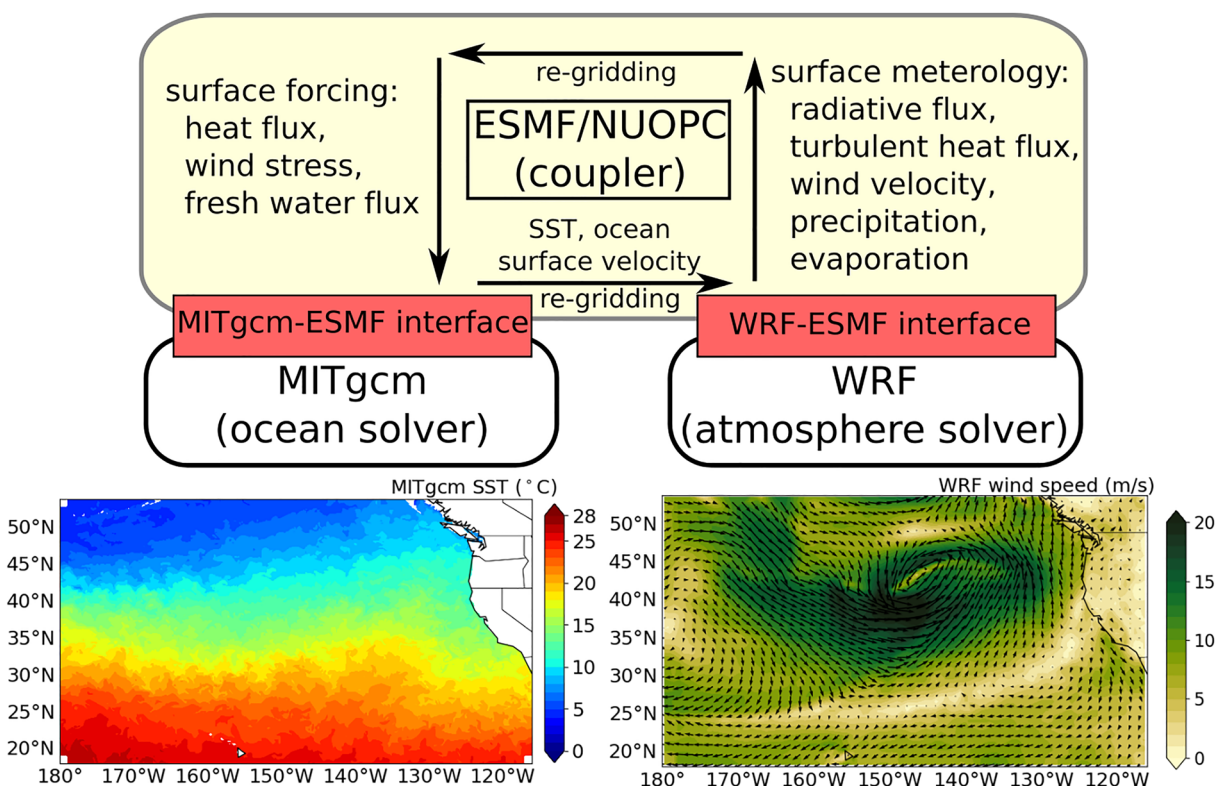 re-gridding
surface forcing:
heat flux,
wind stress,
fresh water flux
ESMF/NUOPC
(coupler)
surface meterology:
radiative flux,
turbulent heat flux,
wind velocity,
precipitation,
evaporation
SST, ocean
surface velocity
re-gridding
MITgcm-ESMF interface
WRF-ESMF interface
MITgcm
(ocean solver)
WRF
(atmosphere solver)
MITgcm SST (°C)
50°N
45°N
40°N
35°N
30°N
25°N
20°N
180° 170°W 160°W 150°W 140°W 130°W 120°W
28
25
20
15
10
5
0
WRF wind speed (m/s)
50°N
45°N
40°N
35°N
30°N
25°N
20°N
180° 170°W 160°W 150°W 140°W 130°W 120°W
20
15
10
5
0